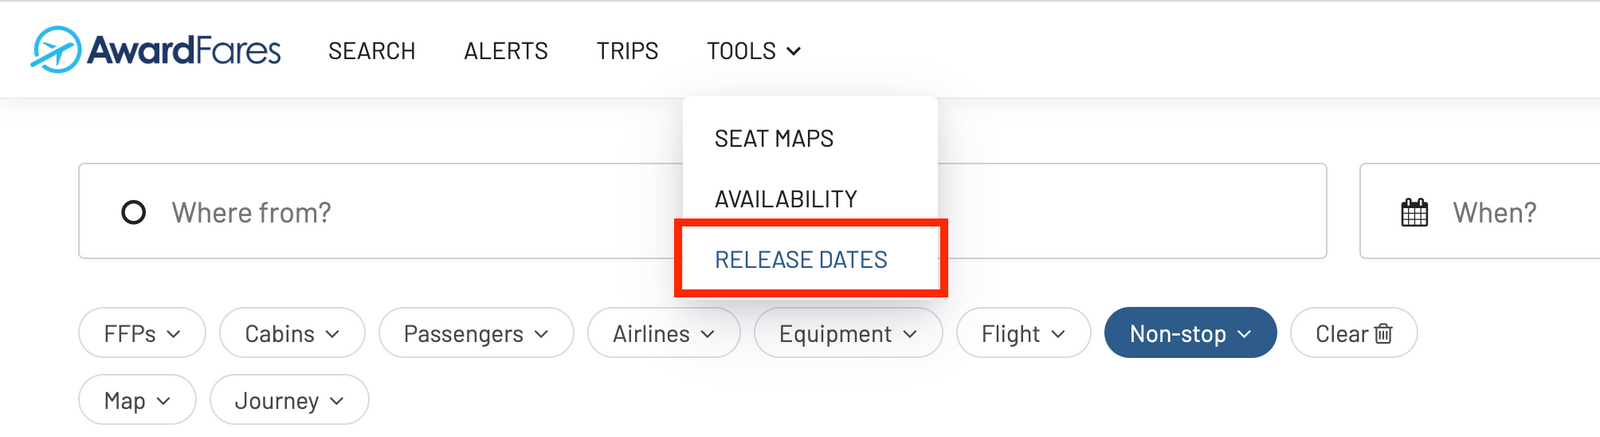 AwardFares SEARCH ALERTS TRIPS TOOLS
SEAT MAPS
AVAILABILITY
RELEASE DATES
Where from? When?
FFPs Cabins Passengers Airlines Equipment Flight Non-stop Clear
Map Journey